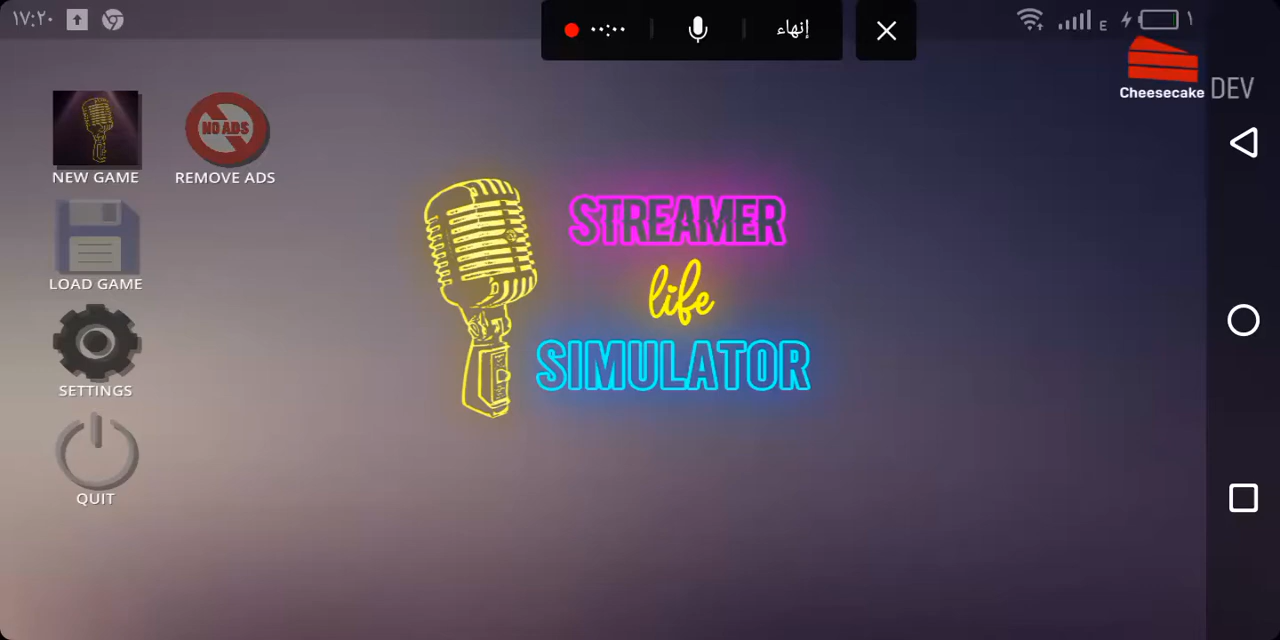 ١٧:٢٠
٠٠:٠٠
إنهاء
E
١
Cheesecake DEV
NEW GAME
REMOVE ADS
NO ADS
LOAD GAME
SETTINGS
QUIT
STREAMER
life
SIMULATOR